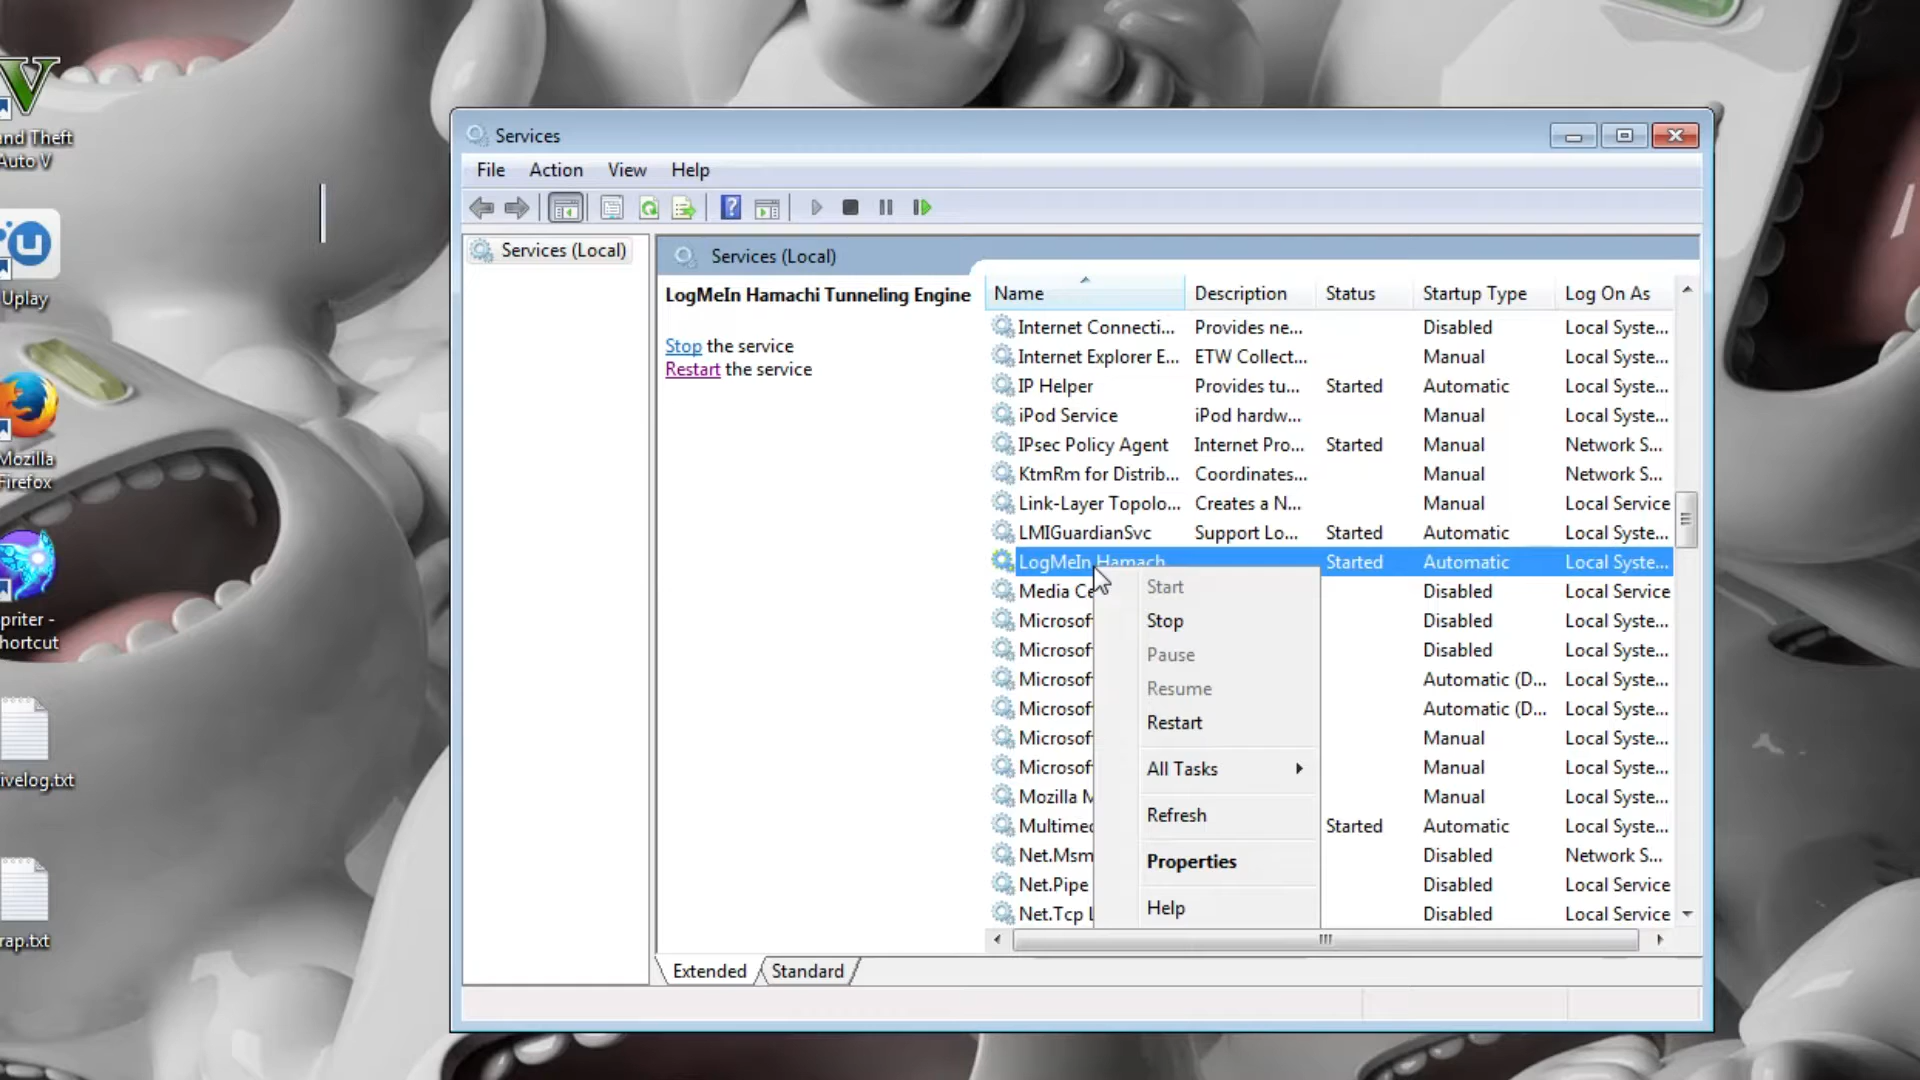 and Theft
Auto V
Uplay
Mozilla
Firefox
priter -
hortcut
ivelog.txt
rap.txt
Services
File Action View Help
Services (Local)
Services (Local)
LogMeIn Hamachi Tunneling Engine
Stop the service
Restart the service
Name Description Status Startup Type Log On As
Internet Connecti... Provides ne... Disabled Local Syste...
Internet Explorer E... ETW Collect... Manual Local Syste...
IP Helper Provides tu... Started Automatic Local Syste...
iPod Service iPod hardw... Manual Local Syste...
IPsec Policy Agent Internet Pro... Started Manual Network S...
KtmRm for Distrib... Coordinates... Manual Network S...
Link-Layer Topolo... Creates a N... Manual Local Service
LMIGuardianSvc Support Lo... Started Automatic Local Syste...
LogMeIn Hamach Started Automatic Local Syste...
Media Ce Disabled Local Service
Microsof Disabled Local Syste...
Microsof Disabled Local Syste...
Microsof Automatic (D... Local Syste...
Microsof Automatic (D... Local Syste...
Microsof Manual Local Syste...
Microsof Manual Local Syste...
Mozilla M Manual Local Syste...
Multimed Started Automatic Local Syste...
Net.Msm Disabled Network S...
Net.Pipe Disabled Local Service
Net.Tcp L Disabled Local Service
Start
Stop
Pause
Resume
Restart
All Tasks
Refresh
Properties
Help
Extended Standard